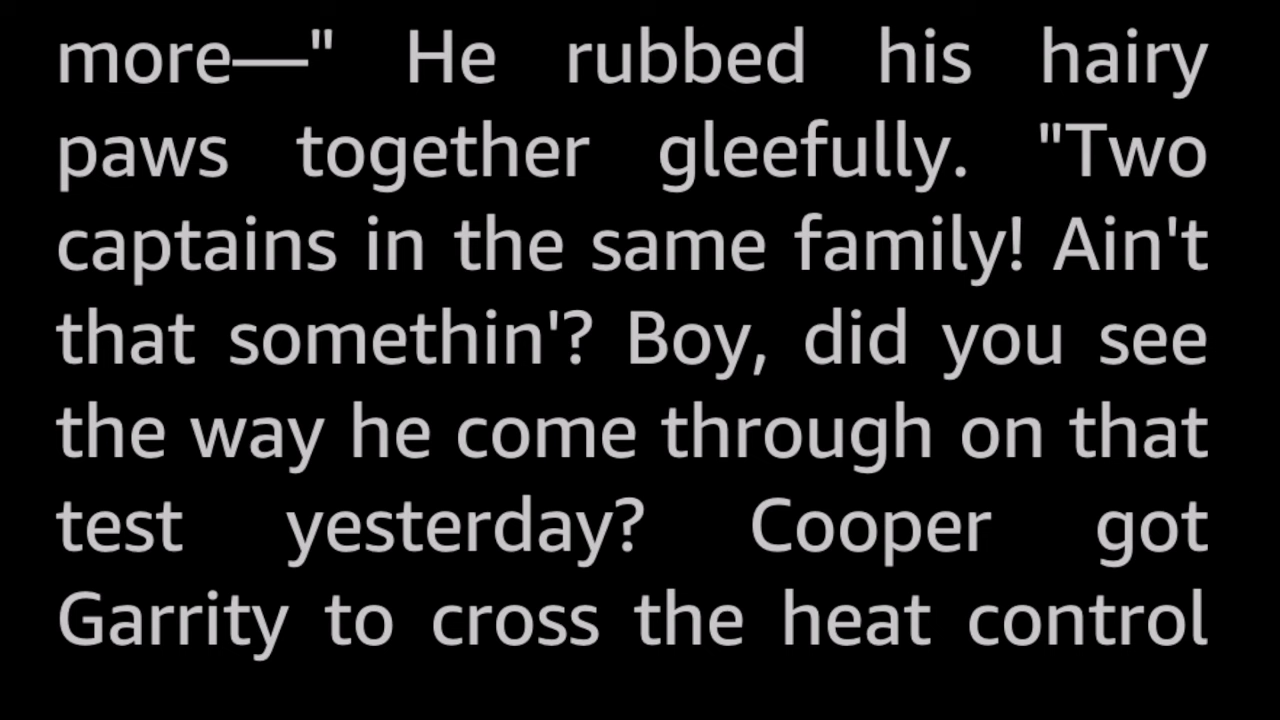 more—" He rubbed his hairy
paws together gleefully. "Two
captains in the same family! Ain't
that somethin'? Boy, did you see
the way he come through on that
test yesterday? Cooper got
Garrity to cross the heat control